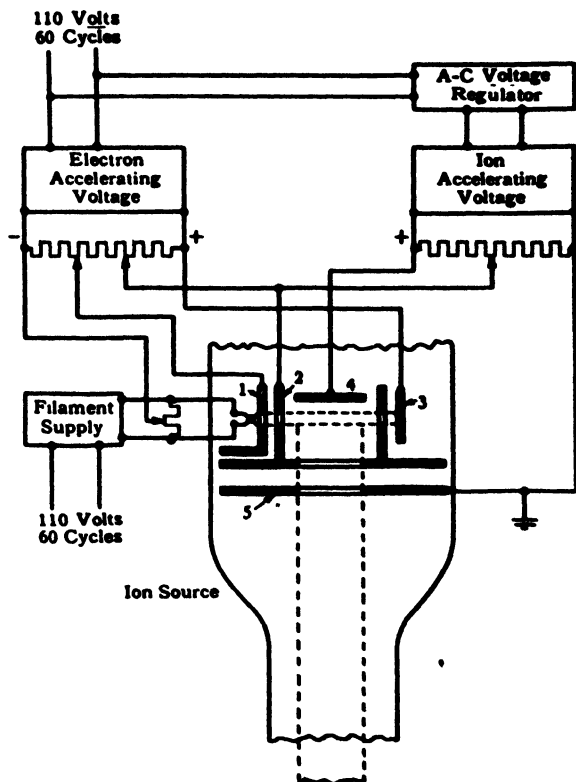 110 Volts
60 Cycles
A-C Voltage
Regulator
Electron
Accelerating
Voltage
Ion
Accelerating
Voltage
- +
+
1 2 4 3
Filament
Supply
5
110 Volts
60 Cycles
Ion Source